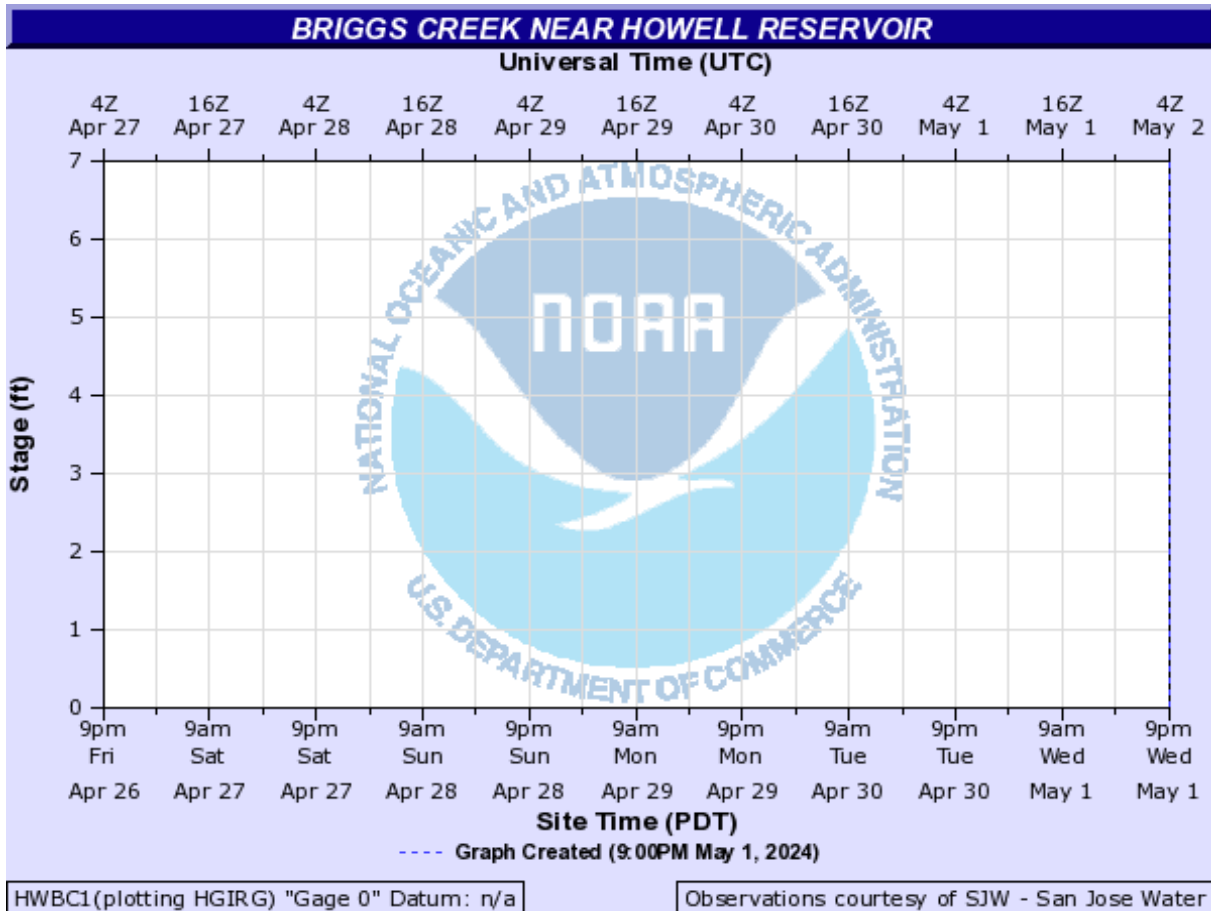 BRIGGS CREEK NEAR HOWELL RESERVOIR
Universal Time (UTC)
4Z 16Z 4Z 16Z 4Z 16Z 4Z 16Z 4Z 16Z 4Z
Apr 27 Apr 27 Apr 28 Apr 28 Apr 29 Apr 29 Apr 30 Apr 30 May 1 May 1 May 2
7
6
5
4
3
2
1
0
Stage (ft)
NATIONAL OCEANIC AND ATMOSPHERIC ADMINISTRATION
NOAA
U.S. DEPARTMENT OF COMMERCE
9pm 9am 9pm 9am 9pm 9am 9pm 9am 9pm 9am 9pm
Fri Sat Sat Sun Sun Mon Mon Tue Tue Wed Wed
Apr 26 Apr 27 Apr 27 Apr 28 Apr 28 Apr 29 Apr 29 Apr 30 Apr 30 May 1 May 1
Site Time (PDT)
---- Graph Created (9:00PM May 1, 2024)
HWBC1(plotting HGIRG) "Gage 0" Datum: n/a
Observations courtesy of SJW - San Jose Water